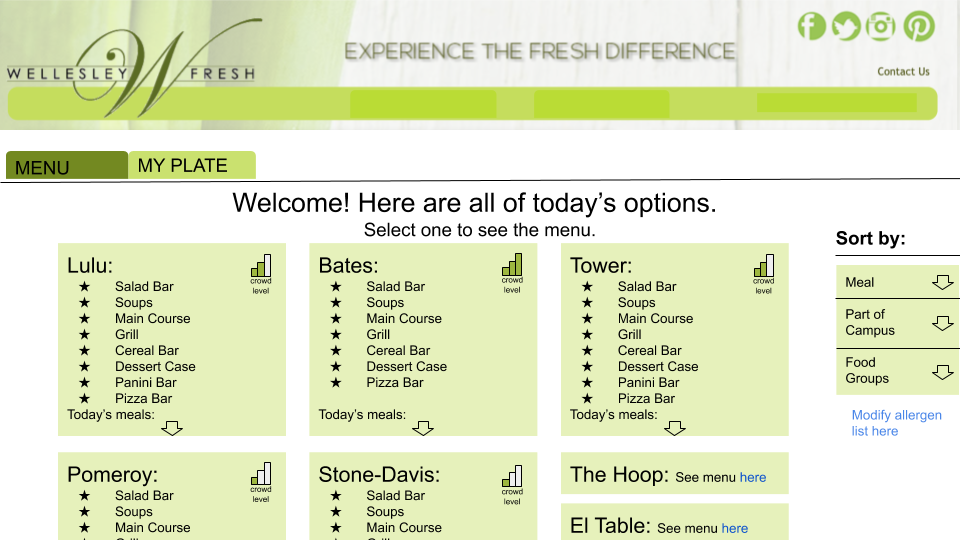 WELLESLEY W FRESH
EXPERIENCE THE FRESH DIFFERENCE
Contact Us
MENU
MY PLATE
Welcome! Here are all of today’s options.
Select one to see the menu.
Sort by:
Meal
Part of
Campus
Food
Groups
Modify allergen
list here
Lulu:
crowd
level
★ Salad Bar
★ Soups
★ Main Course
★ Grill
★ Cereal Bar
★ Dessert Case
★ Panini Bar
★ Pizza Bar
Today’s meals:
Bates:
crowd
level
★ Salad Bar
★ Soups
★ Main Course
★ Grill
★ Cereal Bar
★ Dessert Case
★ Pizza Bar
Today’s meals:
Tower:
crowd
level
★ Salad Bar
★ Soups
★ Main Course
★ Grill
★ Cereal Bar
★ Dessert Case
★ Panini Bar
★ Pizza Bar
Today’s meals:
Pomeroy:
crowd
level
★ Salad Bar
★ Soups
★ Main Course
Stone-Davis:
crowd
level
★ Salad Bar
★ Soups
★ Main Course
The Hoop: See menu here
El Table: See menu here